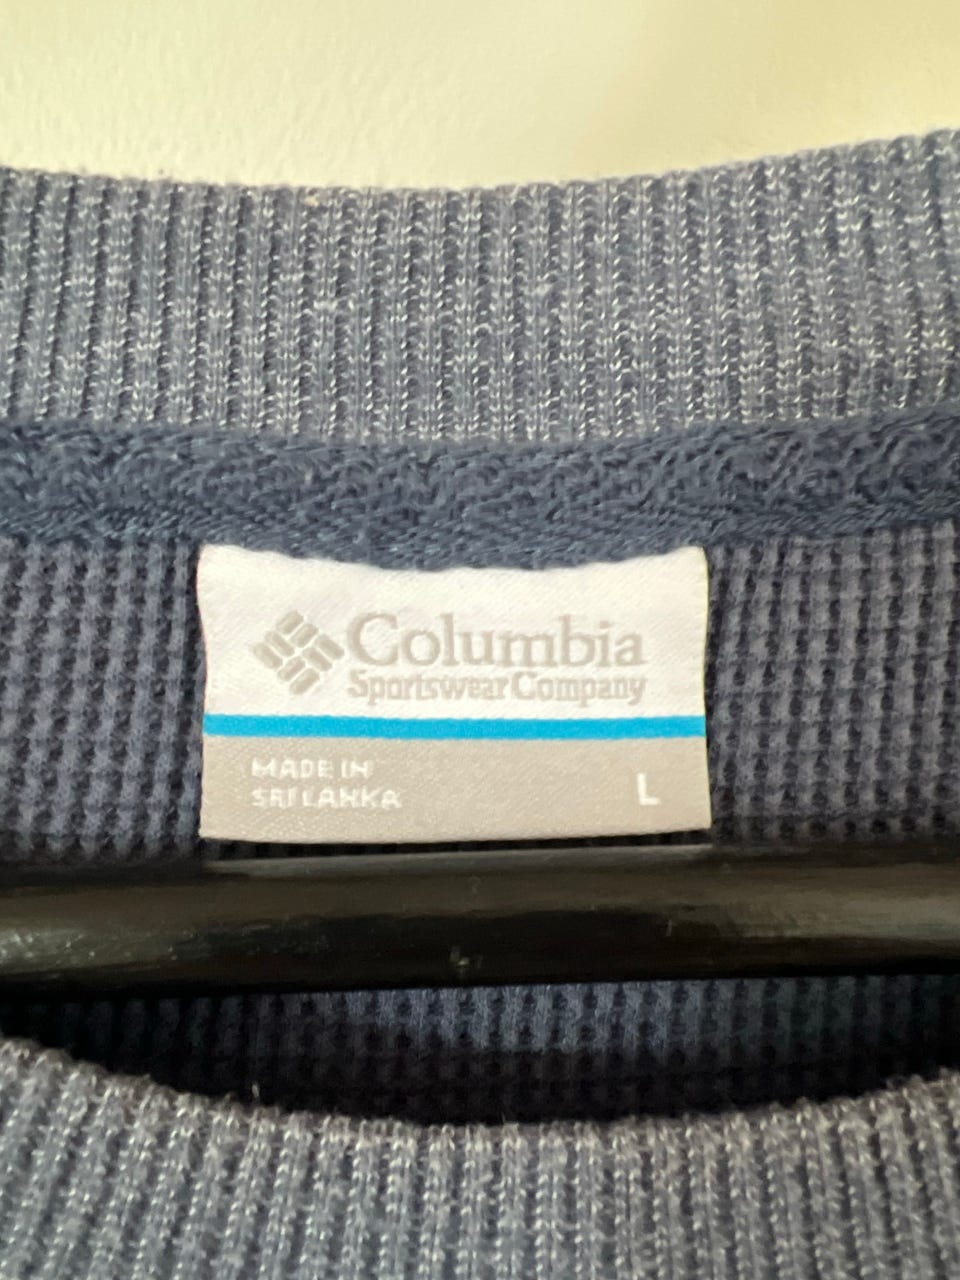 Columbia
Sportswear Company
MADE IN
SRI LANKA
L